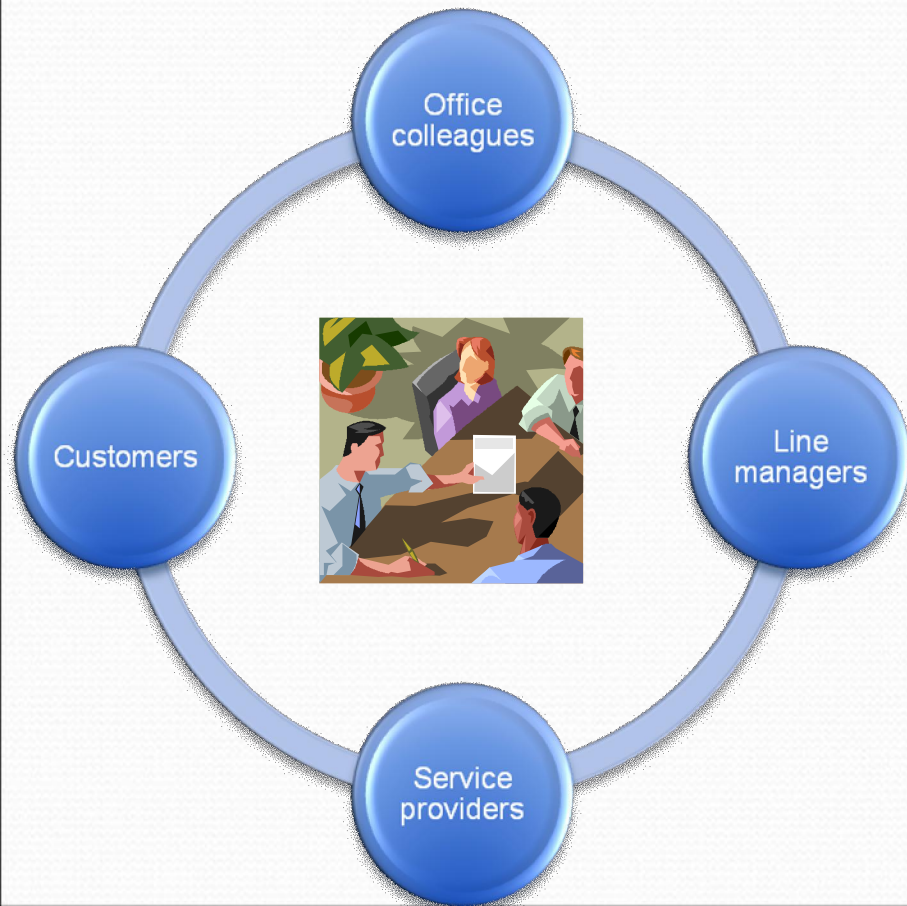 Office
colleagues
Customers
Line
managers
Service
providers